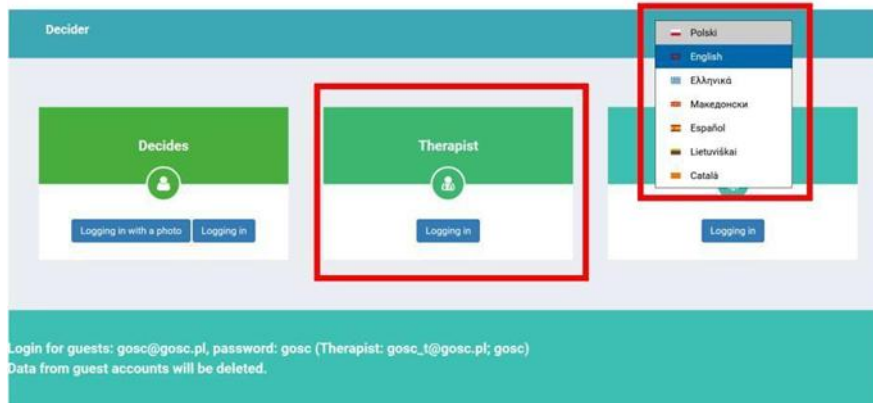 Decider
Polski
English
Ελληνικά
Македонски
Español
Lietuviškai
Català
Decides
Logging in with a photo Logging in
Therapist
Logging in
Logging in
Login for guests: gosc@gosc.pl, password: gosc (Therapist: gosc_t@gosc.pl; gosc)
Data from guest accounts will be deleted.